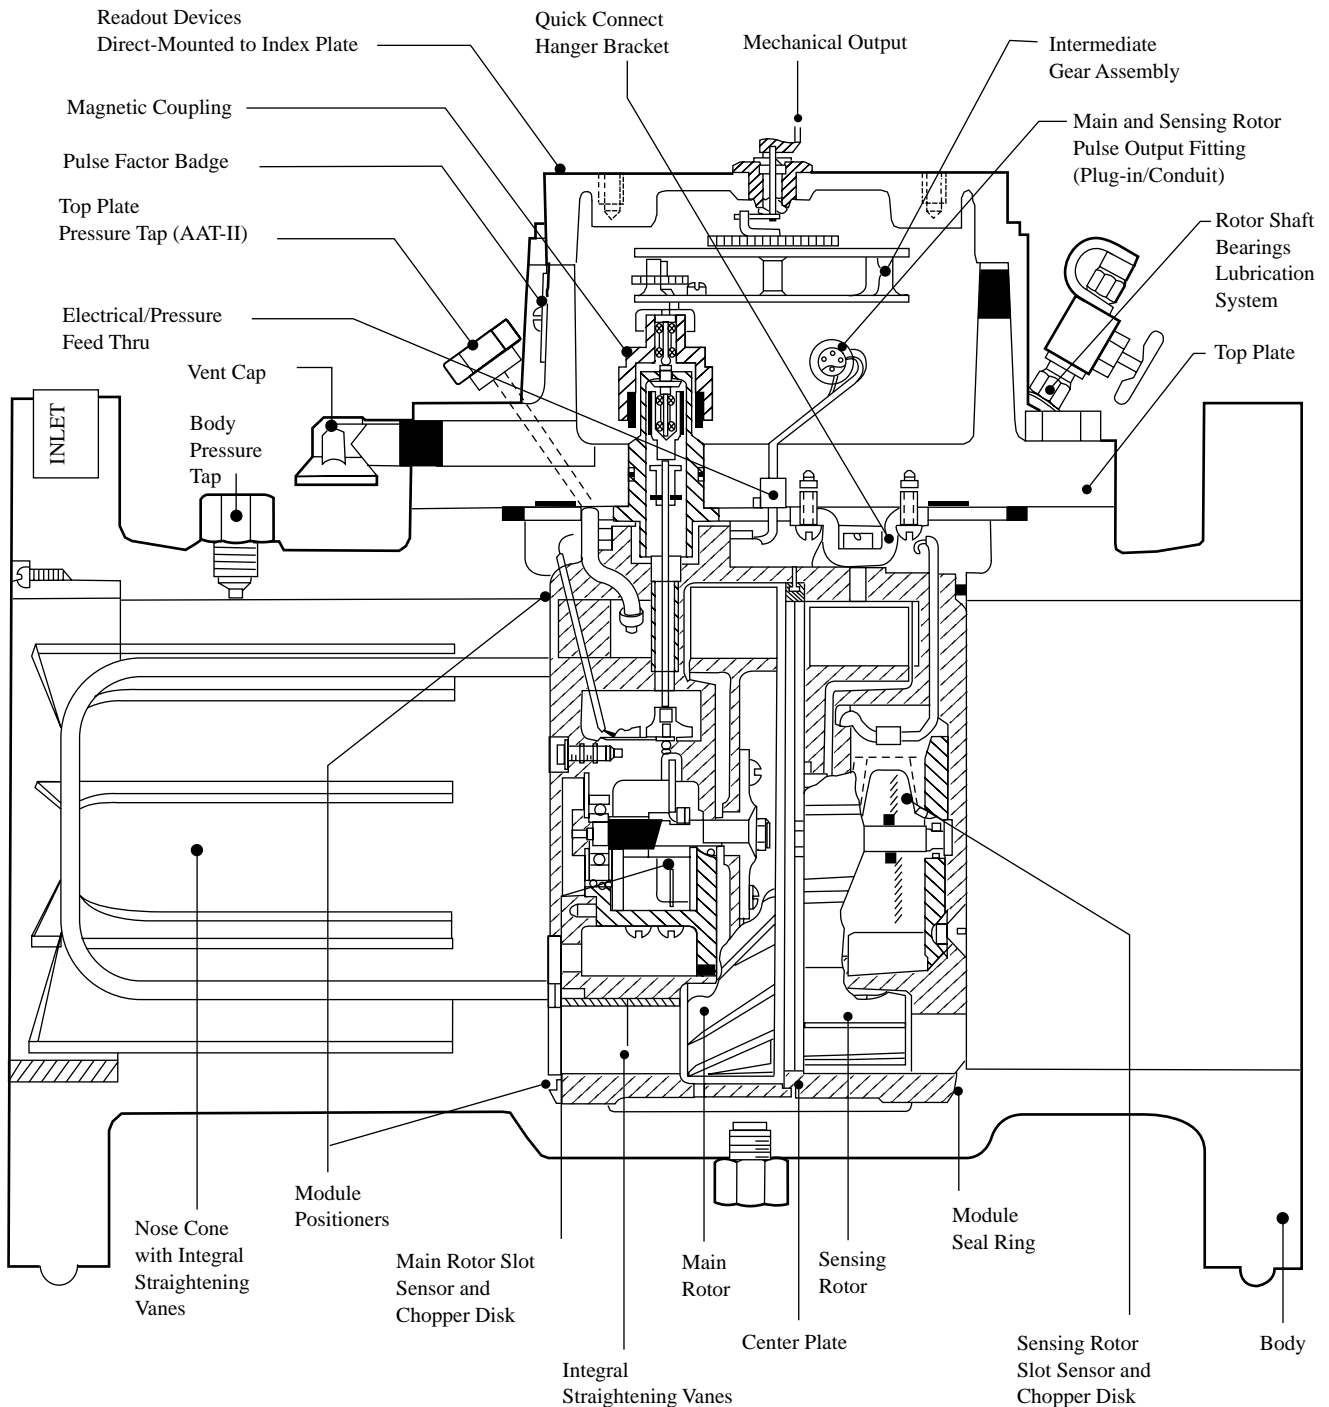 Readout Devices
Direct-Mounted to Index Plate
Quick Connect
Hanger Bracket
Mechanical Output
Intermediate
Gear Assembly
Magnetic Coupling
Main and Sensing Rotor
Pulse Output Fitting
(Plug-in/Conduit)
Pulse Factor Badge
Top Plate
Pressure Tap (AAT-II)
Rotor Shaft
Bearings
Lubrication
System
Electrical/Pressure
Feed Thru
Top Plate
Vent Cap
INLET
Body
Pressure
Tap
Module
Positioners
Nose Cone
with Integral
Straightening
Vanes
Main Rotor Slot
Sensor and
Chopper Disk
Main
Rotor
Sensing
Rotor
Module
Seal Ring
Center Plate
Integral
Straightening Vanes
Sensing Rotor
Slot Sensor and
Chopper Disk
Body